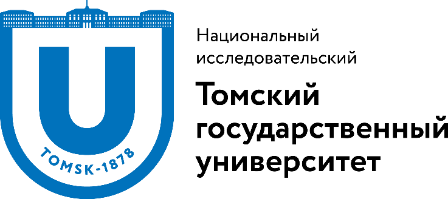 U
TOMSK-1878
Национальный
исследовательский
Томский
государственный
университет